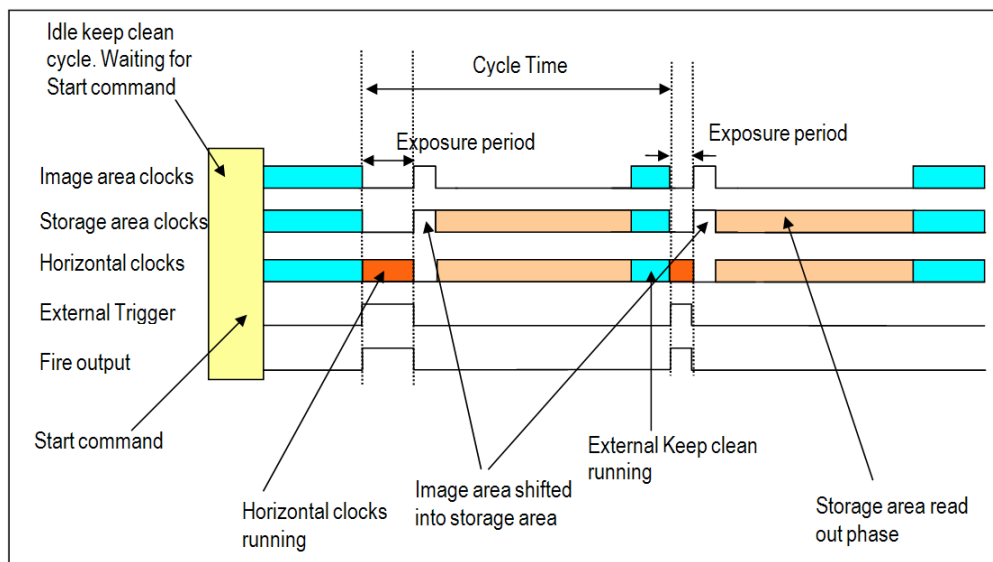 Idle keep clean
cycle. Waiting for
Start command
Cycle Time
Exposure period
Exposure period
Image area clocks
Storage area clocks
Horizontal clocks
External Trigger
Fire output
Start command
Horizontal clocks
running
Image area shifted
into storage area
External Keep clean
running
Storage area read
out phase